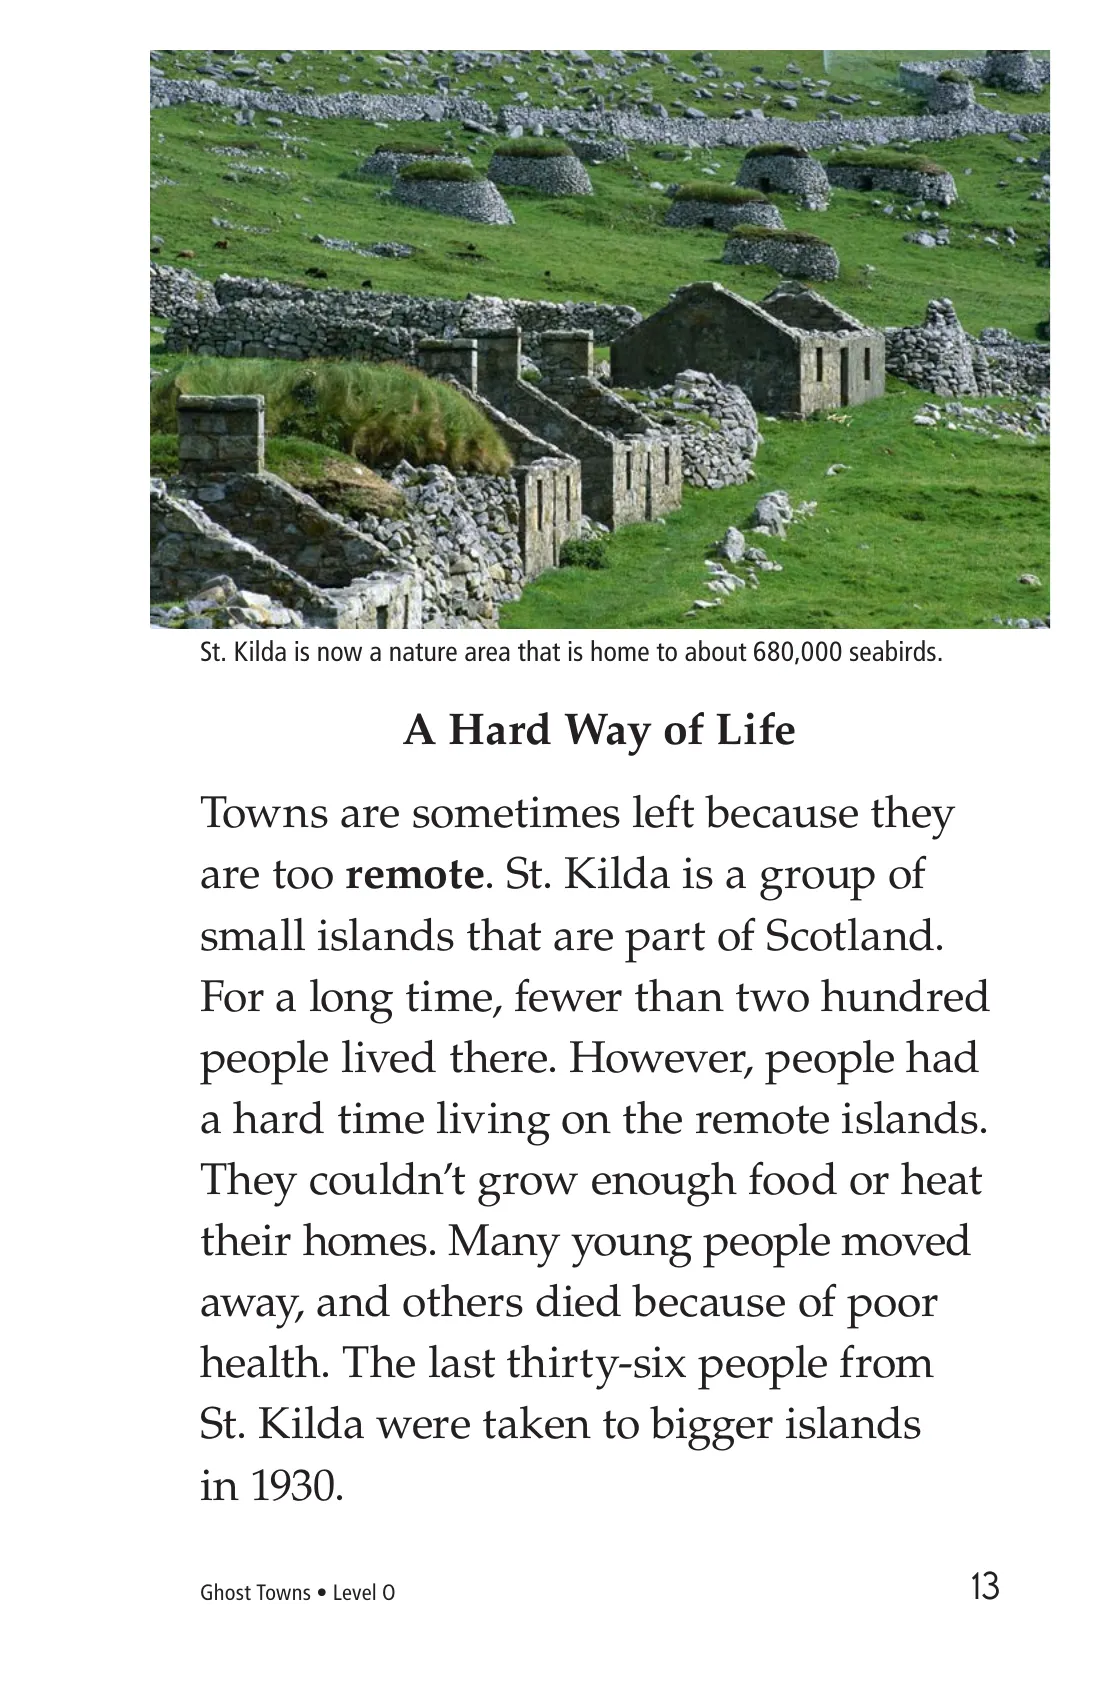 St. Kilda is now a nature area that is home to about 680,000 seabirds.
A Hard Way of Life
Towns are sometimes left because they
are too remote. St. Kilda is a group of
small islands that are part of Scotland.
For a long time, fewer than two hundred
people lived there. However, people had
a hard time living on the remote islands.
They couldn’t grow enough food or heat
their homes. Many young people moved
away, and others died because of poor
health. The last thirty-six people from
St. Kilda were taken to bigger islands
in 1930.
Ghost Towns • Level O
13